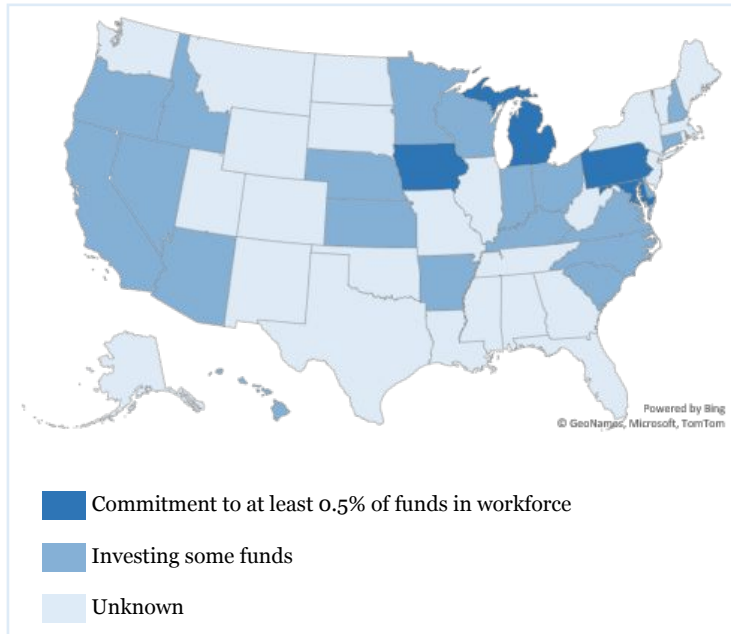 Powered by Bing
© GeoNames, Microsoft, TomTom
Commitment to at least 0.5% of funds in workforce
Investing some funds
Unknown